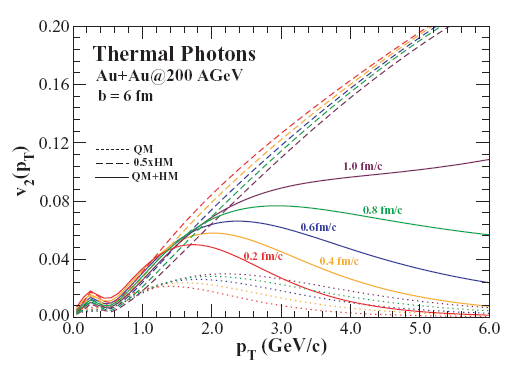 0.20
0.16
0.12
0.08
0.04
0.00
v2(pT)
Thermal Photons
Au+Au@200 AGeV
b = 6 fm
QM
0.5xHM
QM+HM
1.0 fm/c
0.8 fm/c
0.6fm/c
0.4 fm/c
0.2 fm/c
0.0 1.0 2.0 3.0 4.0 5.0 6.0
pT (GeV/c)